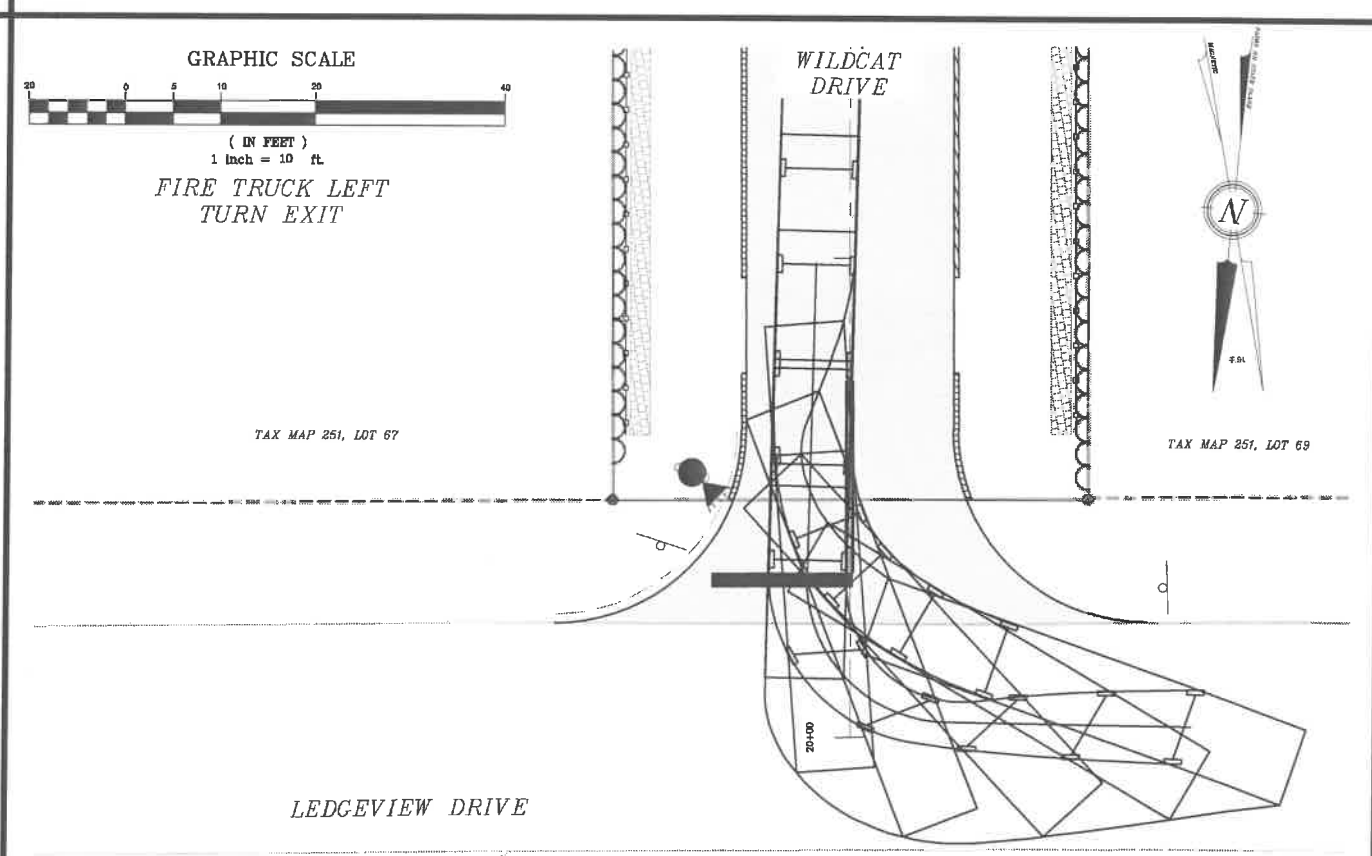 GRAPHIC SCALE
20 0 5 10 20 40
( IN FEET )
1 inch = 10 ft.
FIRE TRUCK LEFT
TURN EXIT
WILDCAT
DRIVE
MAGNETIC
N
TAX MAP 251, LOT 67
TAX MAP 251, LOT 69
20+00
LEDGEVIEW DRIVE